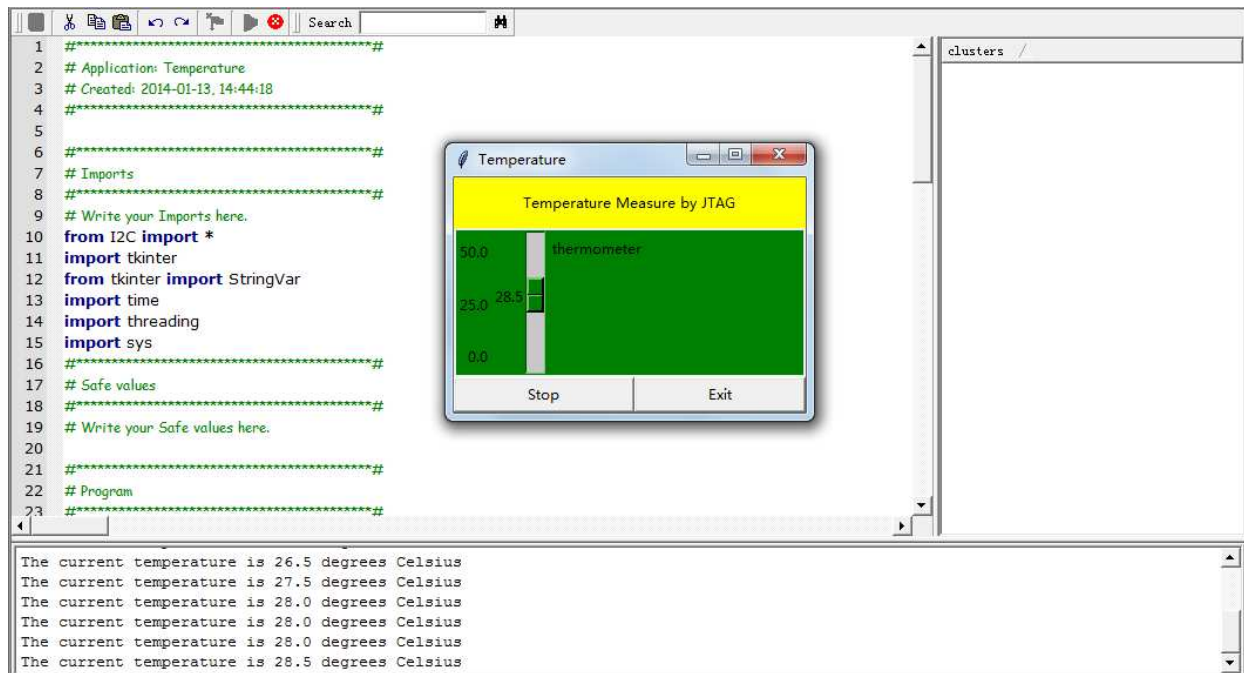 Search
clusters /
1 #******************************************#
2 # Application: Temperature
3 # Created: 2014-01-13, 14:44:18
4 #******************************************#
5
6 #******************************************#
7 # Imports
8 #******************************************#
9 # Write your Imports here.
10 from I2C import *
11 import tkinter
12 from tkinter import StringVar
13 import time
14 import threading
15 import sys
16 #******************************************#
17 # Safe values
18 #******************************************#
19 # Write your Safe values here.
20
21 #******************************************#
22 # Program
23 #******************************************#
Temperature
Temperature Measure by JTAG
50.0 thermometer
25.0 28.5
0.0
Stop Exit
The current temperature is 26.5 degrees Celsius
The current temperature is 27.5 degrees Celsius
The current temperature is 28.0 degrees Celsius
The current temperature is 28.0 degrees Celsius
The current temperature is 28.0 degrees Celsius
The current temperature is 28.5 degrees Celsius